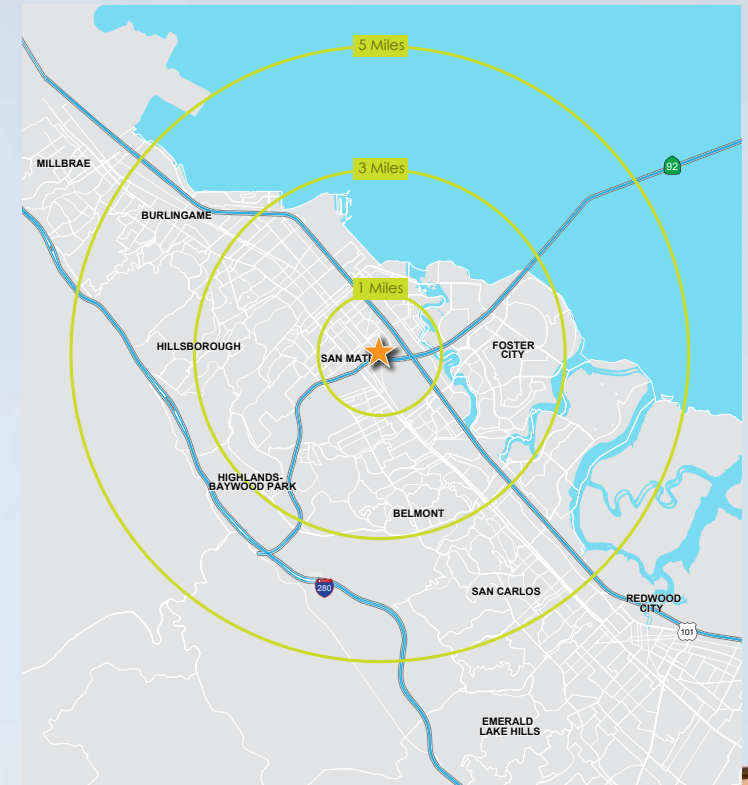 5 Miles
3 Miles
92
MILLBRAE
BURLINGAME
1 Miles
HILLSBOROUGH
FOSTER
CITY
SAN MAT
HIGHLANDS-
BAYWOOD PARK
BELMONT
280
SAN CARLOS
REDWOOD
CITY
101
EMERALD
LAKE HILLS